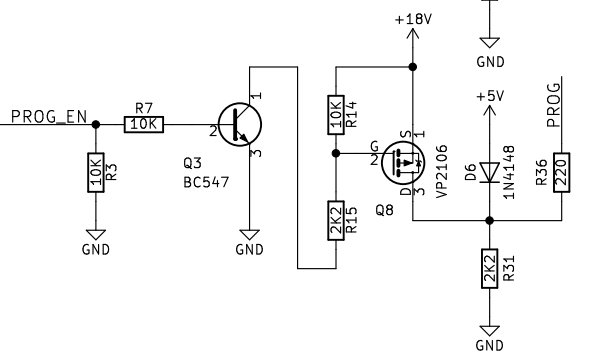 +18V
GND
PROG_EN
R7
10K
2
1
3
Q3
BC547
10K
R3
GND
GND
10K
R14
G
2
S
1
D
3
VP2106
Q8
2K2
R15
+5V
D6
1N4148
PROG
R36
220
2K2
R31
GND